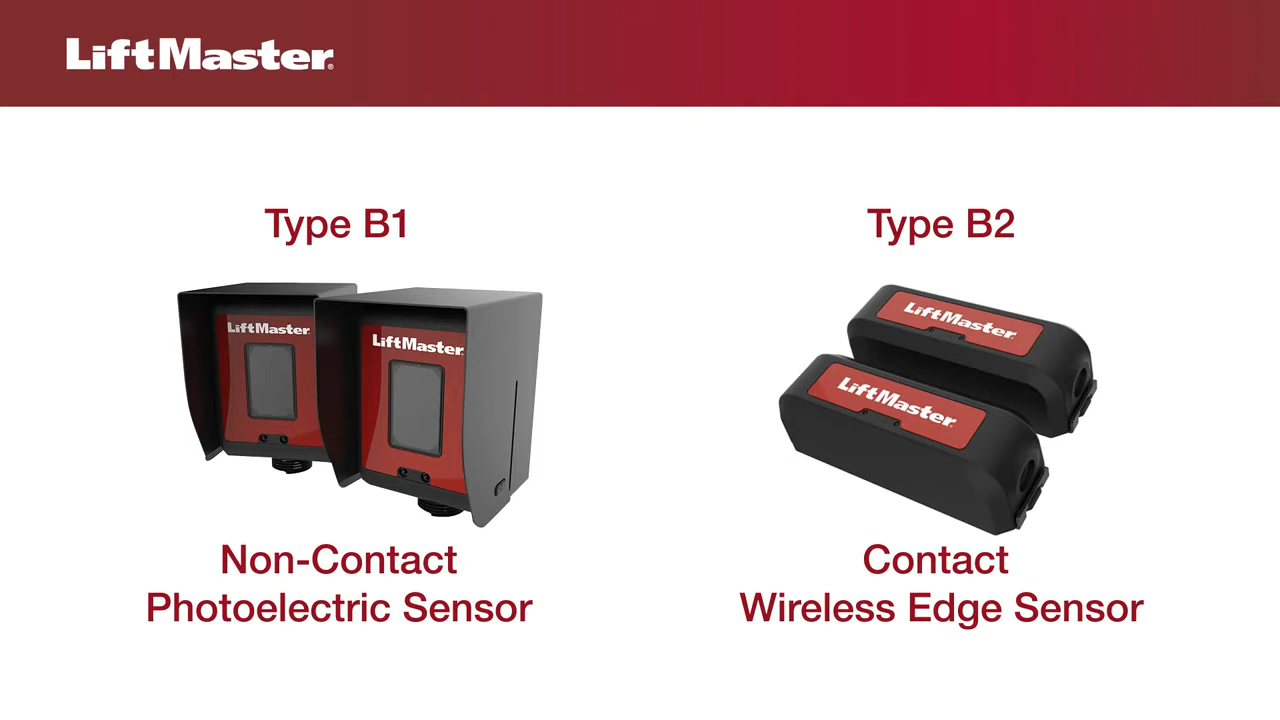 LiftMaster®
Type B1
Type B2
LiftMaster
LiftMaster
LiftMaster
LiftMaster
Non-Contact
Photoelectric Sensor
Contact
Wireless Edge Sensor